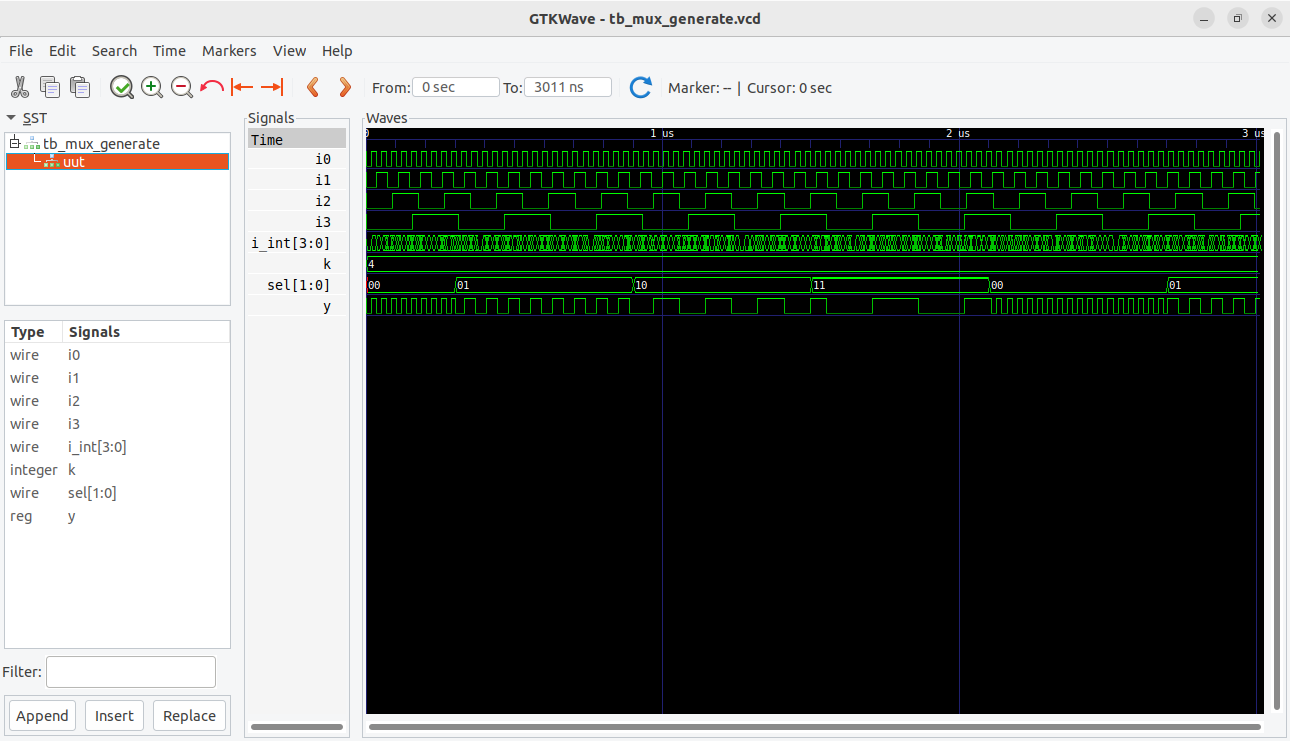 GTKWave - tb_mux_generate.vcd
File Edit Search Time Markers View Help
From: 0 sec To: 3011 ns Marker: -- | Cursor: 0 sec
SST
tb_mux_generate
uut
Type Signals
wire i0
wire i1
wire i2
wire i3
wire i_int[3:0]
integer k
wire sel[1:0]
reg y
Filter:
Append Insert Replace
Signals
Time
i0
i1
i2
i3
i_int[3:0]
k
sel[1:0]
y
Waves
0 1 us 2 us 3 us
4
00 01 10 11 00 01